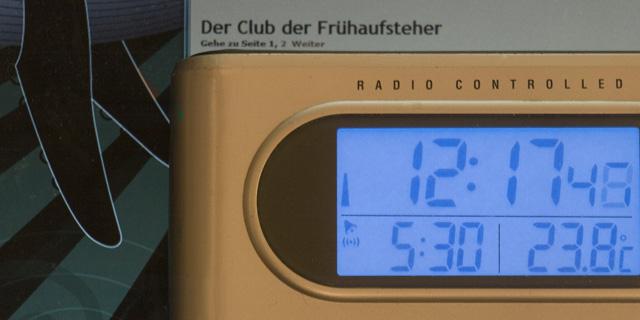 Der Club der Frühaufsteher
Gehe zu Seite 1, 2 Weiter
RADIO CONTROLLED
12:17 48
5:30 23.8°C